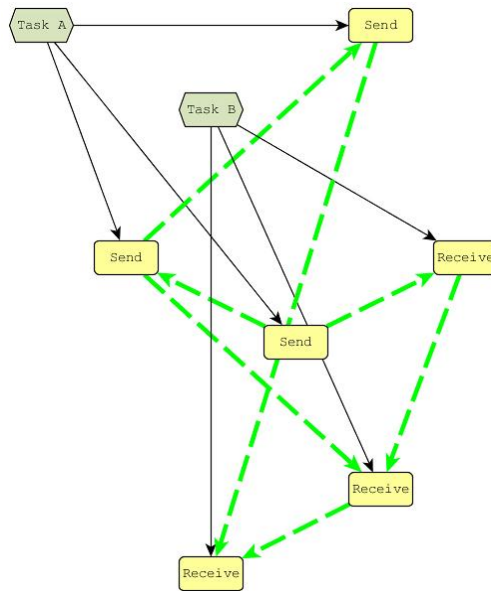 Task A
Send
Task B
Send
Receive
Send
Receive
Receive